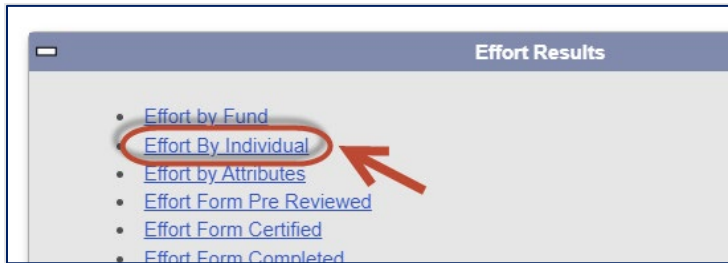 Effort Results
Effort by Fund
Effort By Individual
Effort by Attributes
Effort Form Pre Reviewed
Effort Form Certified
Effort Form Completed